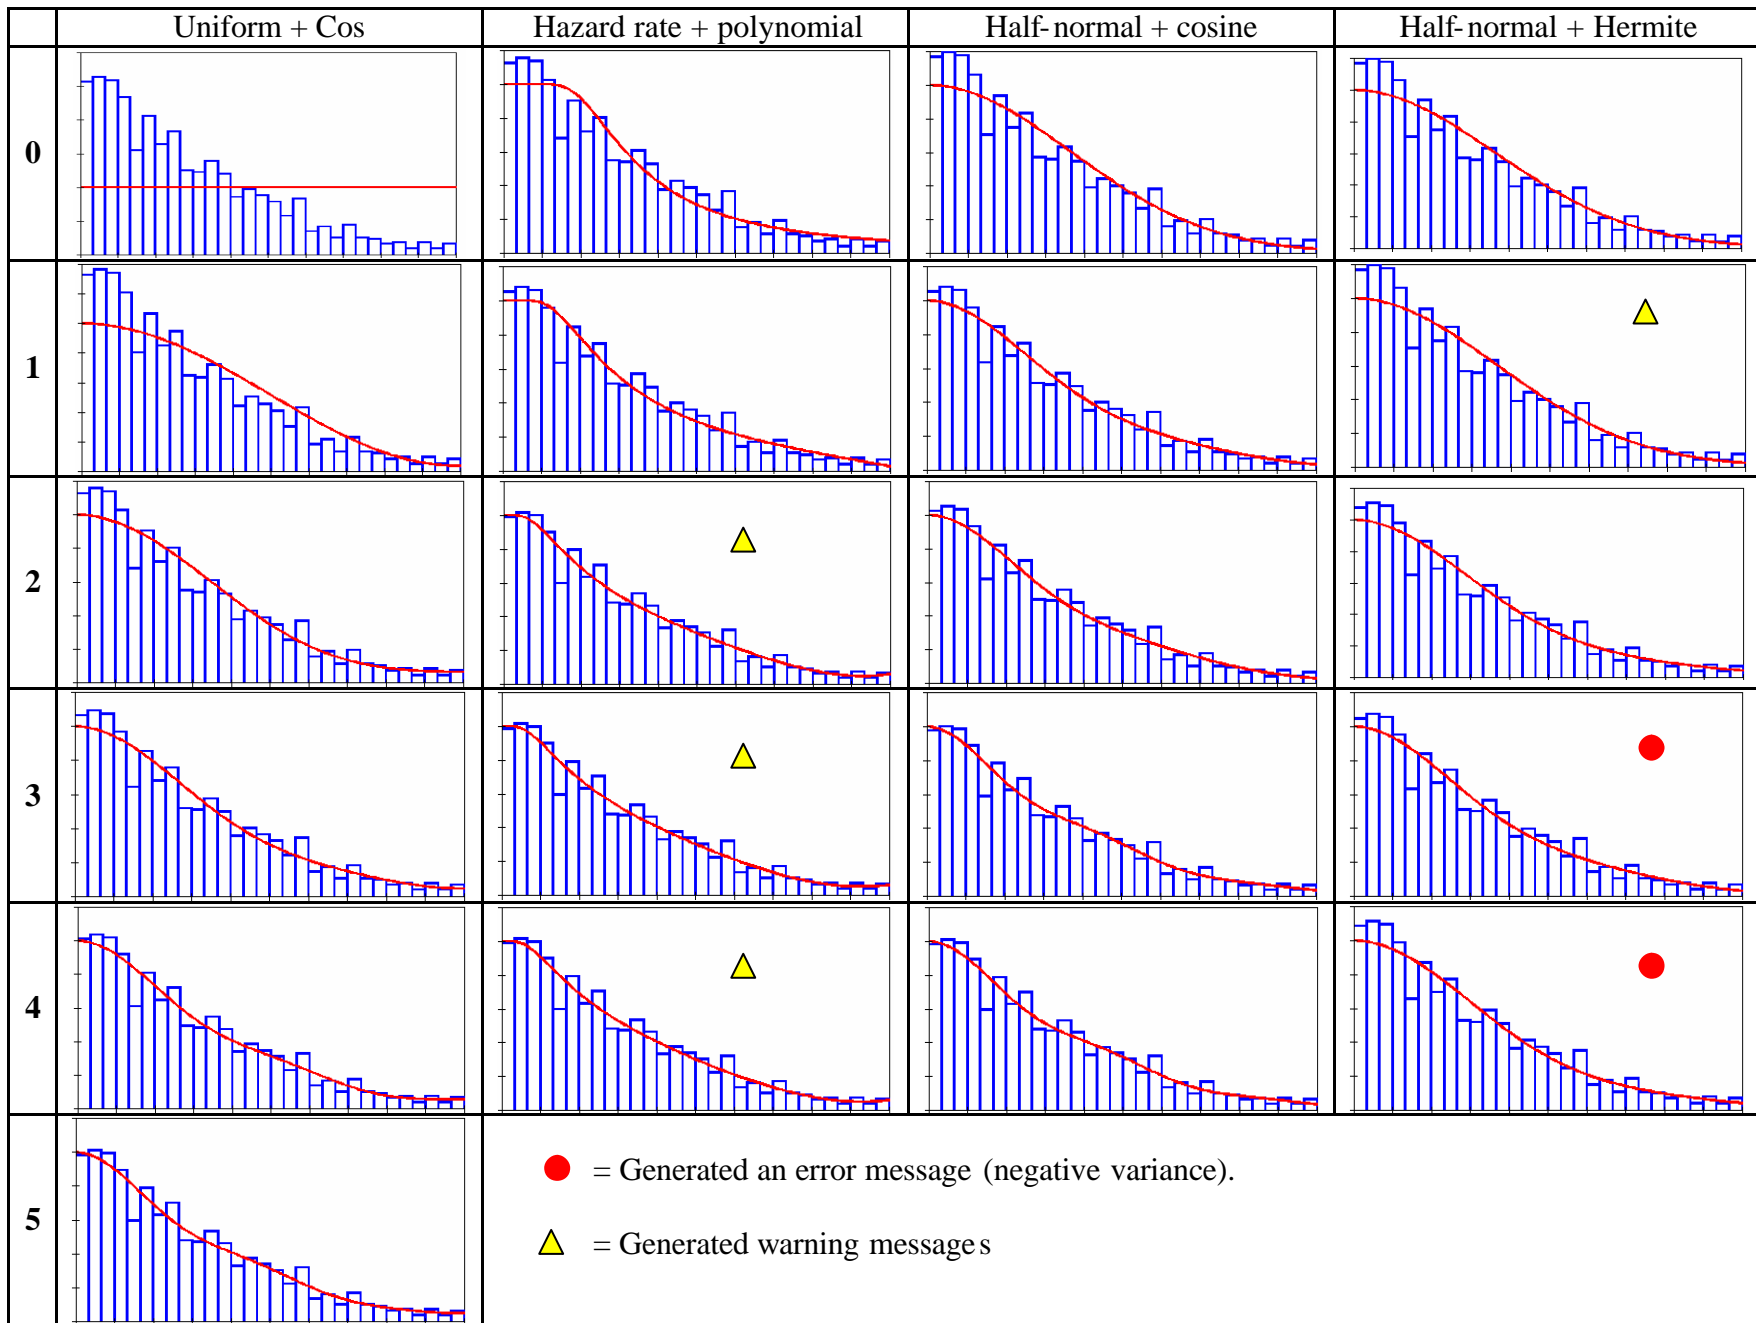 Uniform + Cos
Hazard rate + polynomial
Half-normal + cosine
Half-normal + Hermite
0
1
2
3
4
5
= Generated an error message (negative variance).
= Generated warning messages